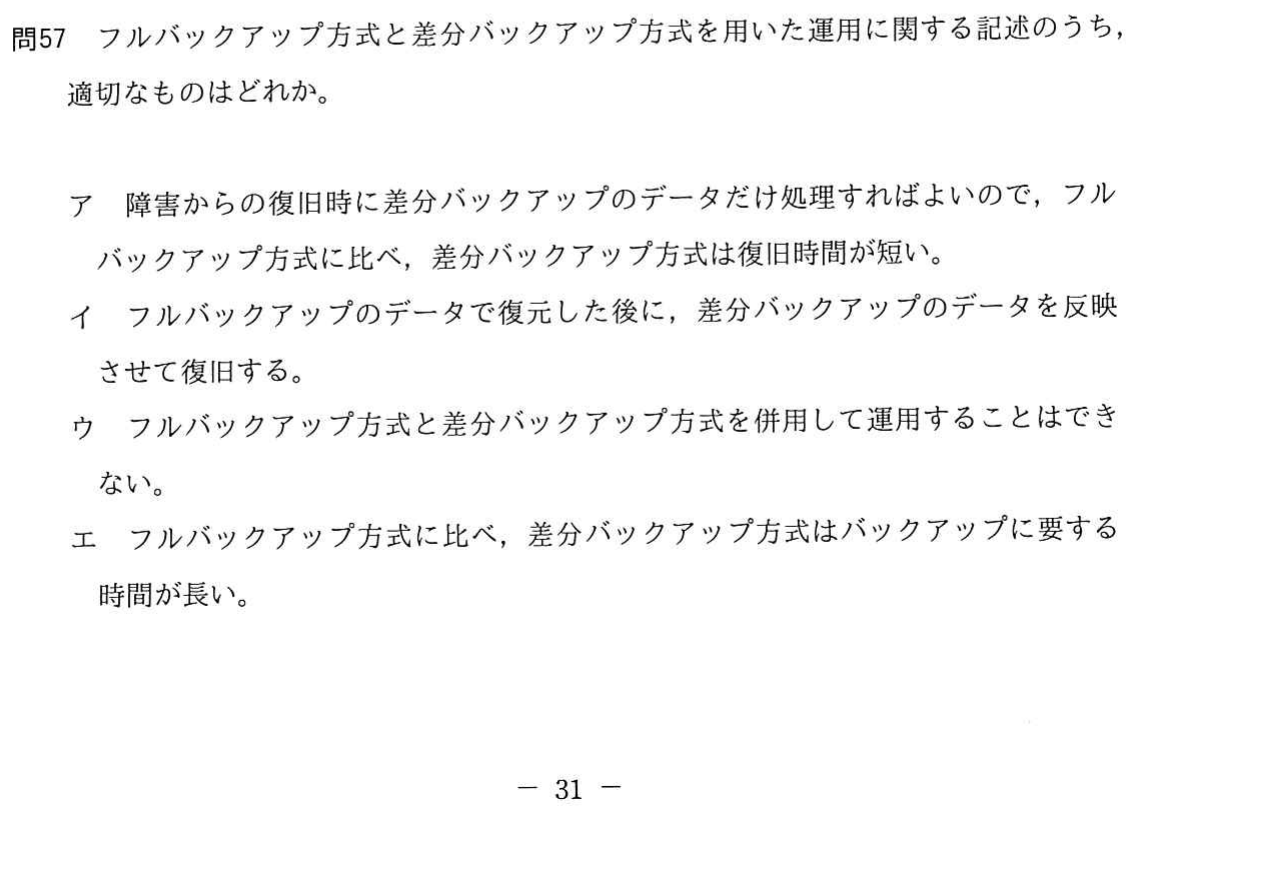 問57 フルバックアップ方式と差分バックアップ方式を用いた運用に関する記述のうち，
適切なものはどれか。
ア 障害からの復旧時に差分バックアップのデータだけ処理すればよいので，フル
バックアップ方式に比べ，差分バックアップ方式は復旧時間が短い。
イ フルバックアップのデータで復元した後に，差分バックアップのデータを反映
させて復旧する。
ウ フルバックアップ方式と差分バックアップ方式を併用して運用することはでき
ない。
エ フルバックアップ方式に比べ，差分バックアップ方式はバックアップに要する
時間が長い。
－ 31 －